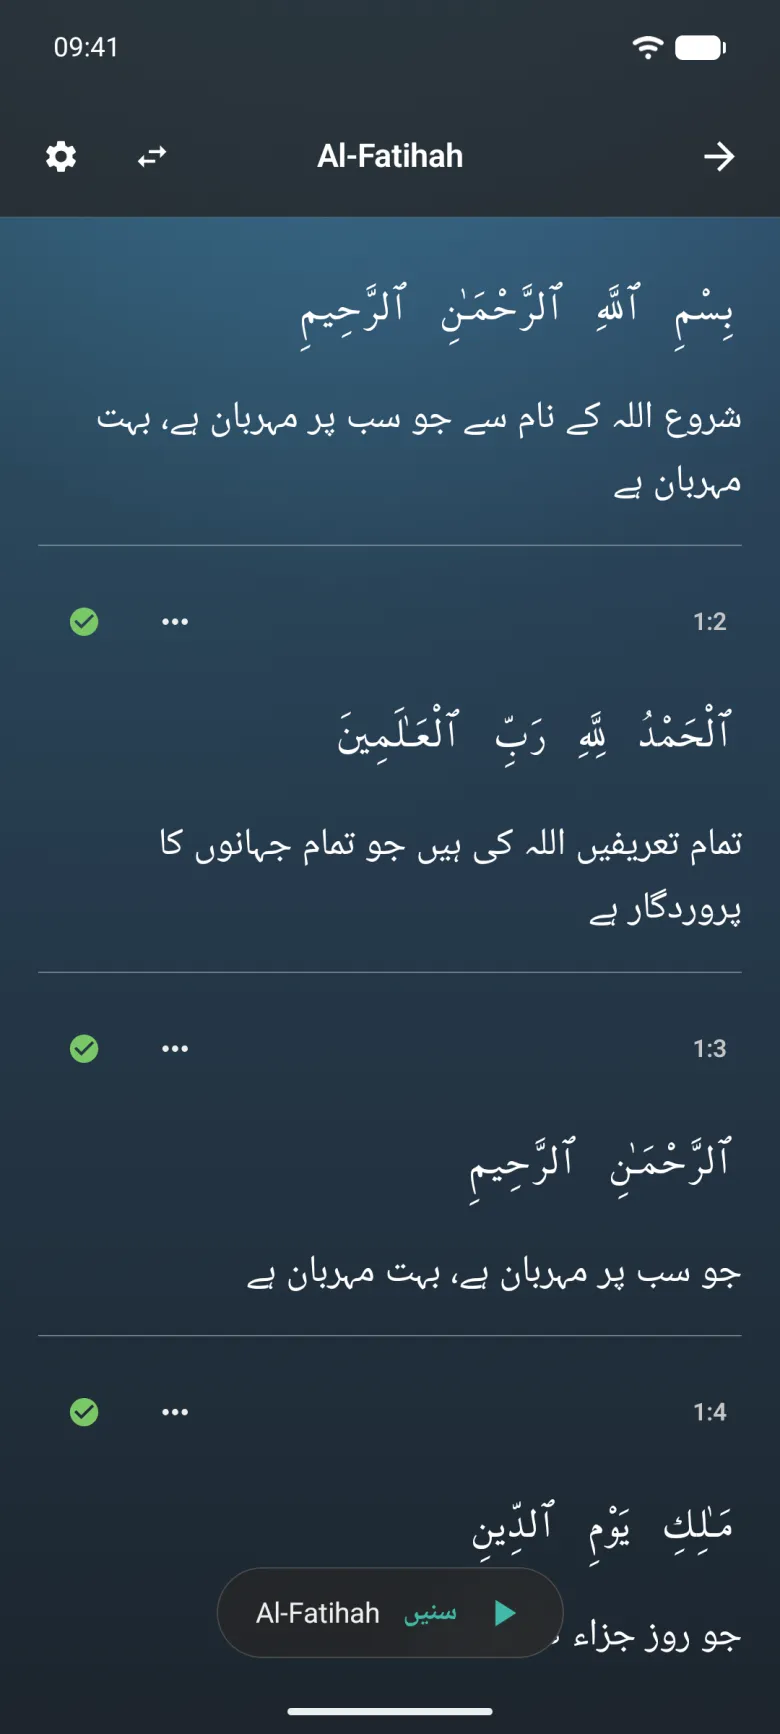 09:41
Al-Fatihah
بِسْمِ ٱللَّهِ ٱلرَّحْمَـٰنِ ٱلرَّحِيمِ
شروع اللہ کے نام سے جو سب پر مہربان ہے، بہت
مہربان ہے
1:2
ٱلْحَمْدُ لِلَّهِ رَبِّ ٱلْعَـٰلَمِينَ
تمام تعریفیں اللہ کی ہیں جو تمام جہانوں کا
پروردگار ہے
1:3
ٱلرَّحْمَـٰنِ ٱلرَّحِيمِ
جو سب پر مہربان ہے، بہت مہربان ہے
1:4
مَـٰلِكِ يَوْمِ ٱلدِّينِ
جو روز جزاء
Al-Fatihah سنیں